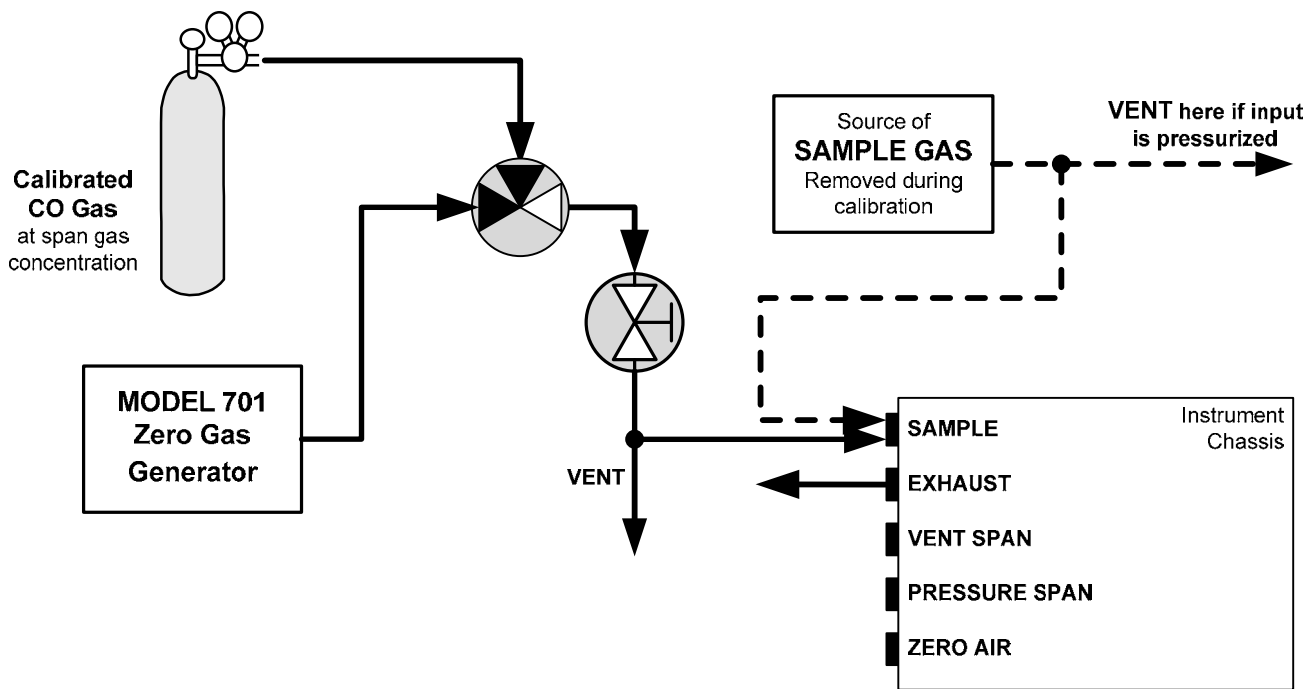 Calibrated
CO Gas
at span gas
concentration
MODEL 701
Zero Gas
Generator
VENT
Source of
SAMPLE GAS
Removed during
calibration
VENT here if input
is pressurized
Instrument
Chassis
SAMPLE
EXHAUST
VENT SPAN
PRESSURE SPAN
ZERO AIR